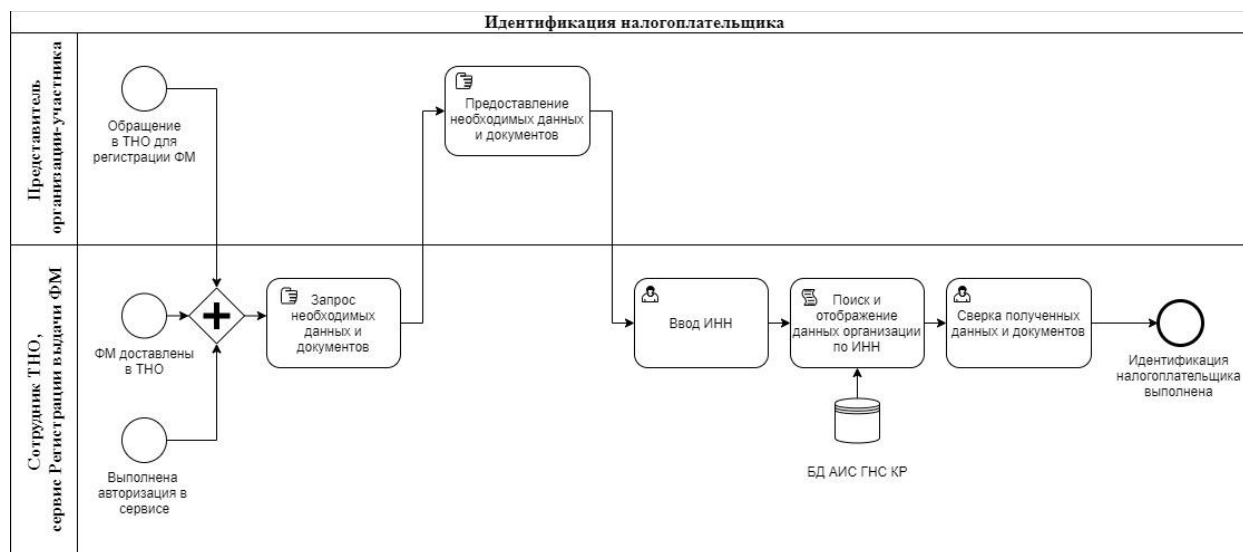 Идентификация налогоплательщика
Представитель
организации-участника
Обращение
в ТНО для
регистрации ФМ
Предоставление
необходимых данных
и документов
Сотрудник ТНО,
сервис Регистрации выдачи ФМ
ФМ доставлены
в ТНО
Выполнена
авторизация в
сервисе
Запрос
необходимых
данных и
документов
Ввод ИНН
Поиск и
отображение
данных организации
по ИНН
БД АИС ГНС КР
Сверка полученных
данных и документов
Идентификация
налогоплательщика
выполнена